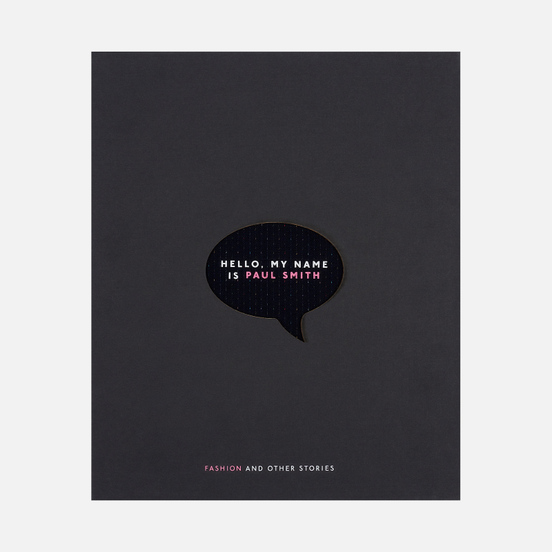 HELLO, MY NAME
IS PAUL SMITH
FASHION AND OTHER STORIES